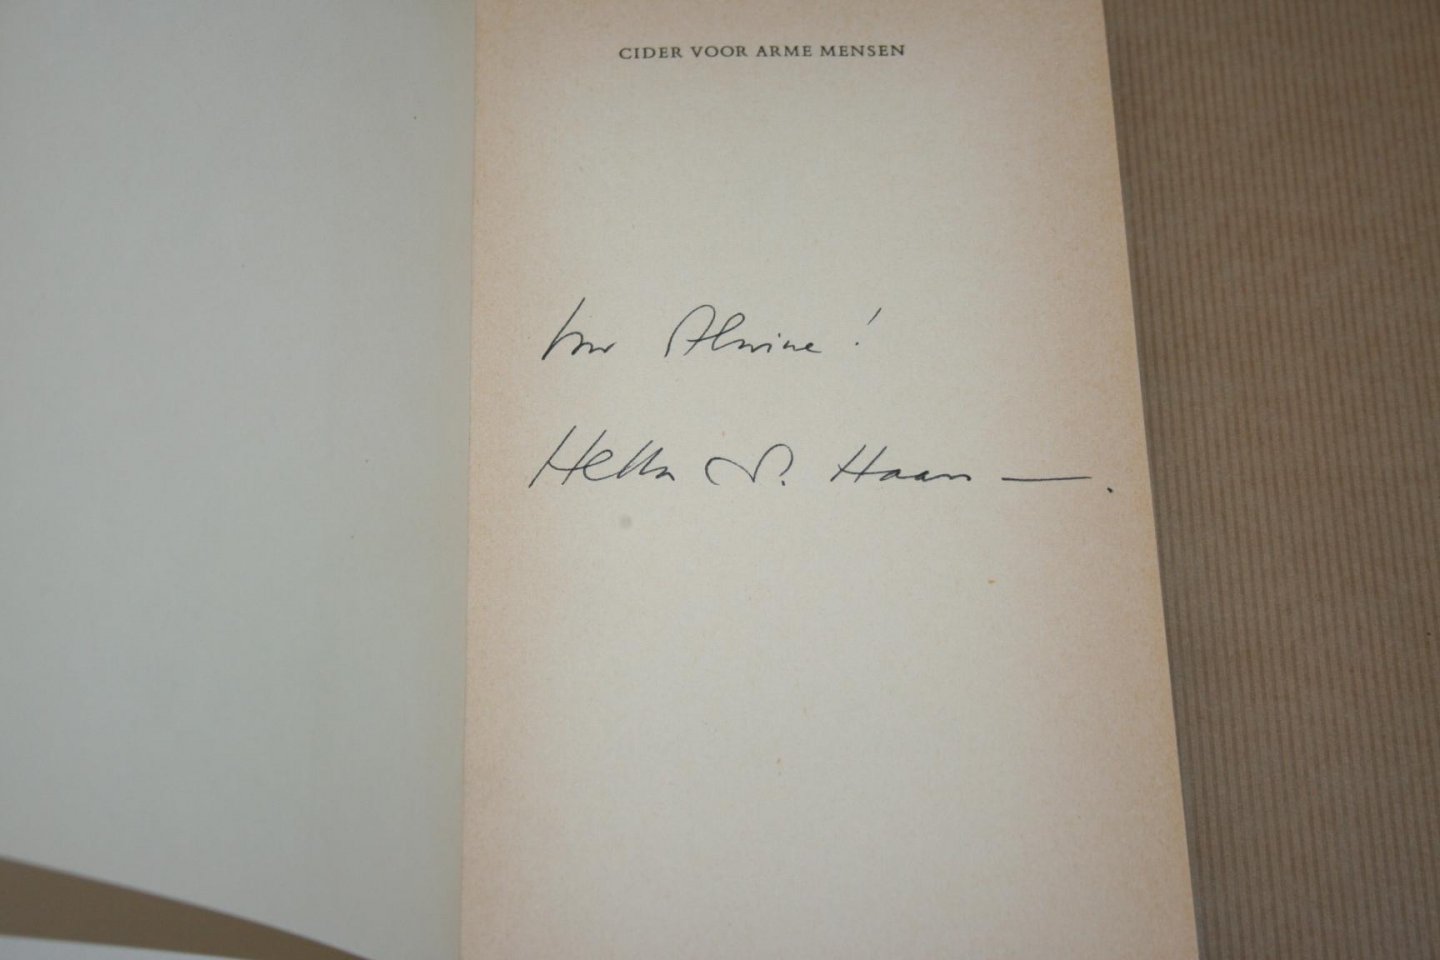 CIDER VOOR ARME MENSEN
voor Alwine!
Hella S. Haasse.